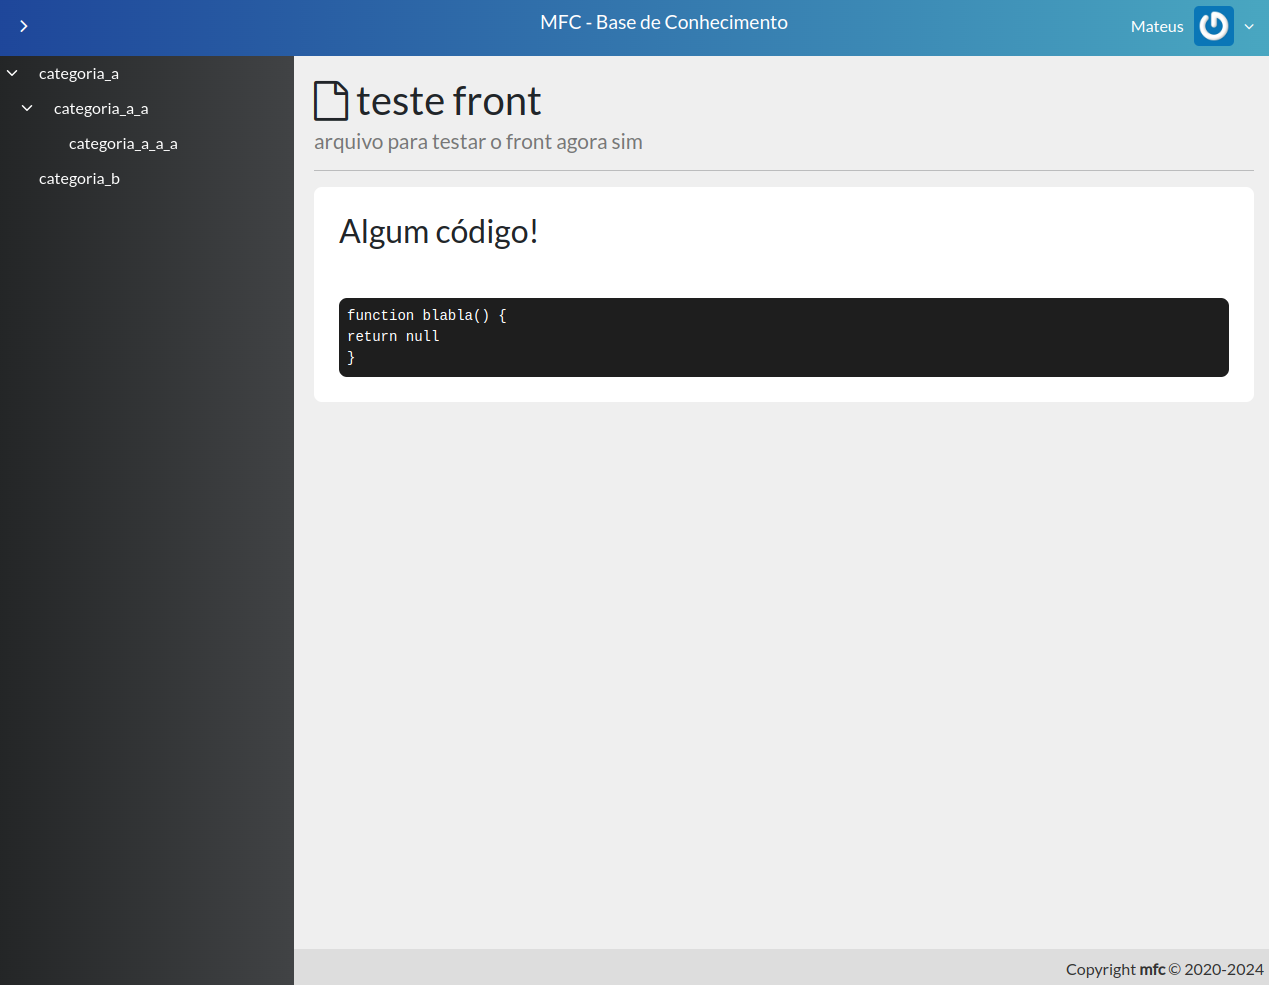 MFC - Base de Conhecimento
Mateus
categoria_a
categoria_a_a
categoria_a_a_a
categoria_b
teste front
arquivo para testar o front agora sim
Algum código!
function blabla() {
return null
}
Copyright mfc © 2020-2024